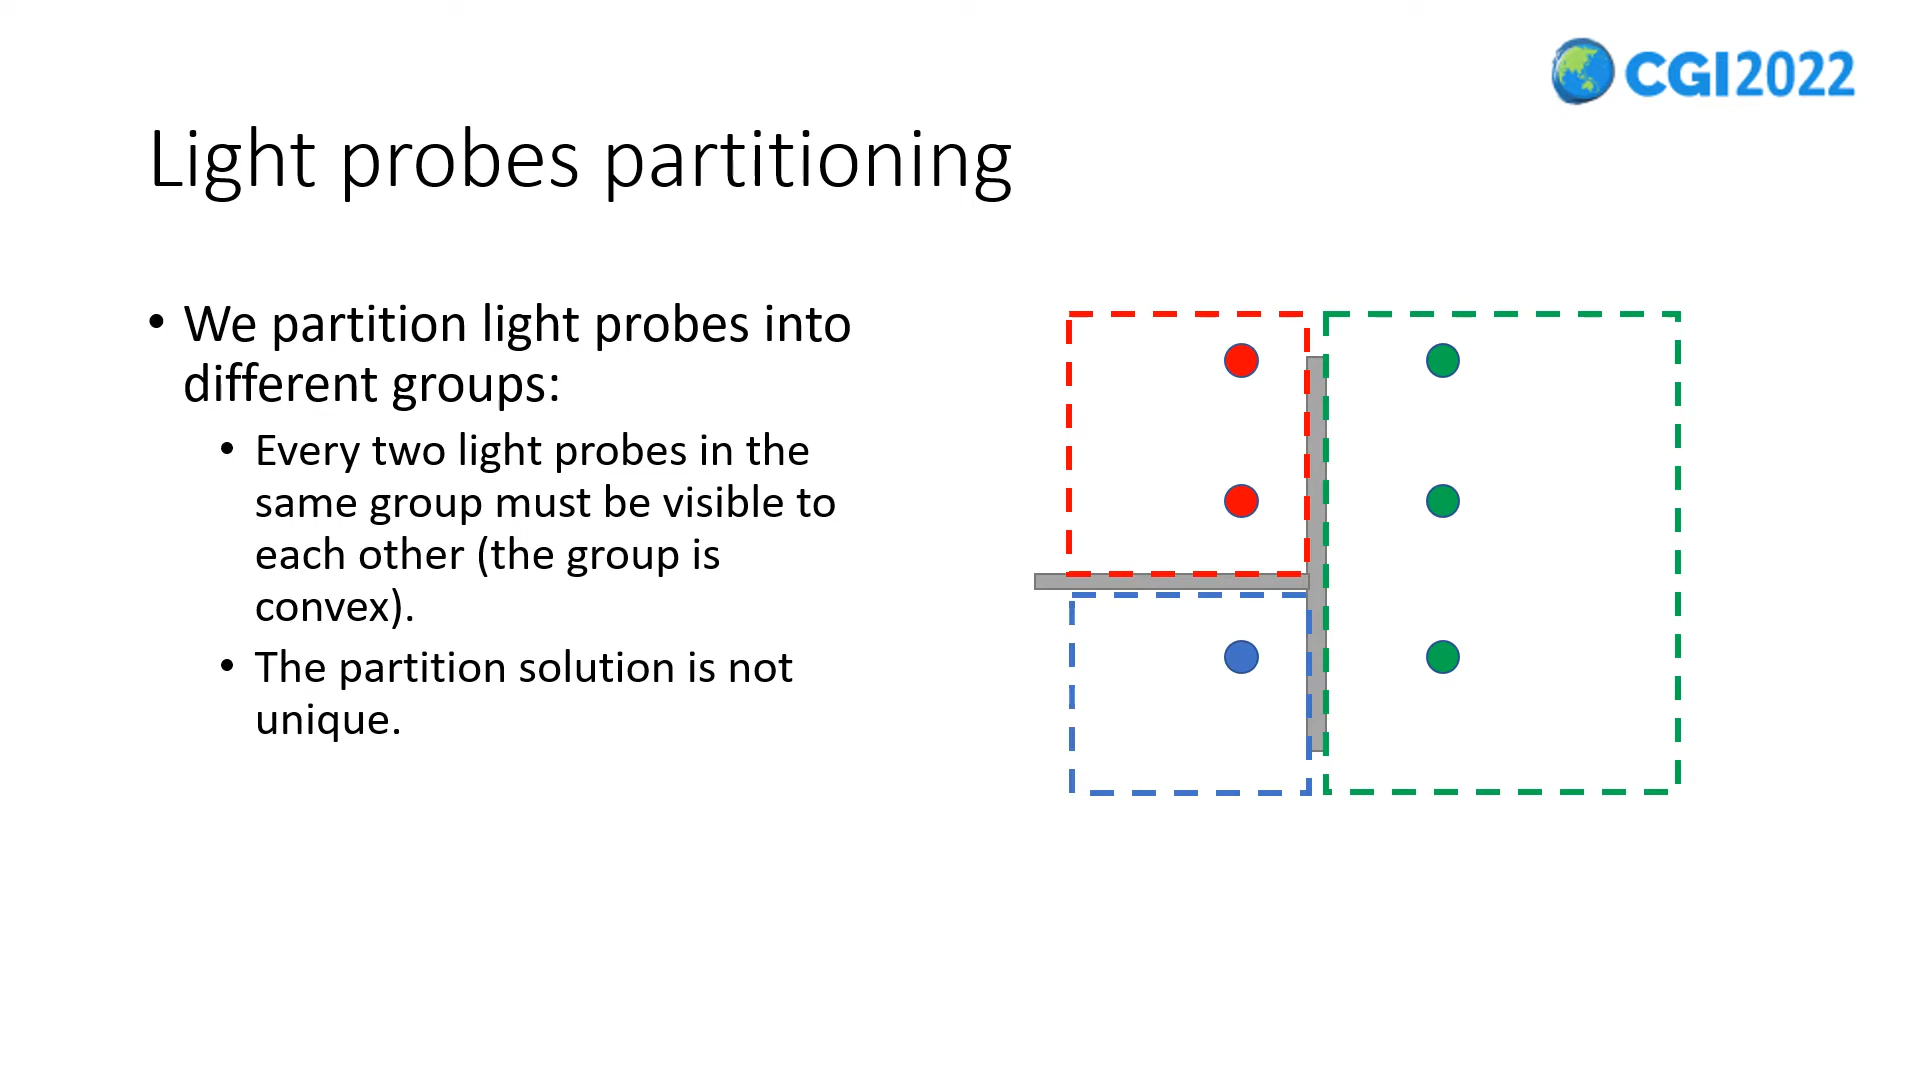 CGI2022
Light probes partitioning
• We partition light probes into
different groups:
• Every two light probes in the
same group must be visible to
each other (the group is
convex).
• The partition solution is not
unique.